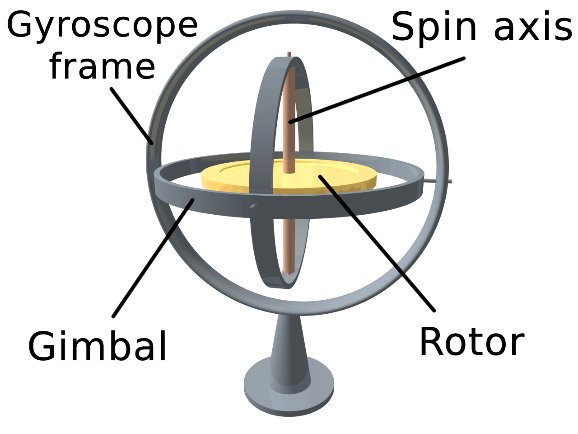 Gyroscope
frame
Spin axis
Gimbal
Rotor